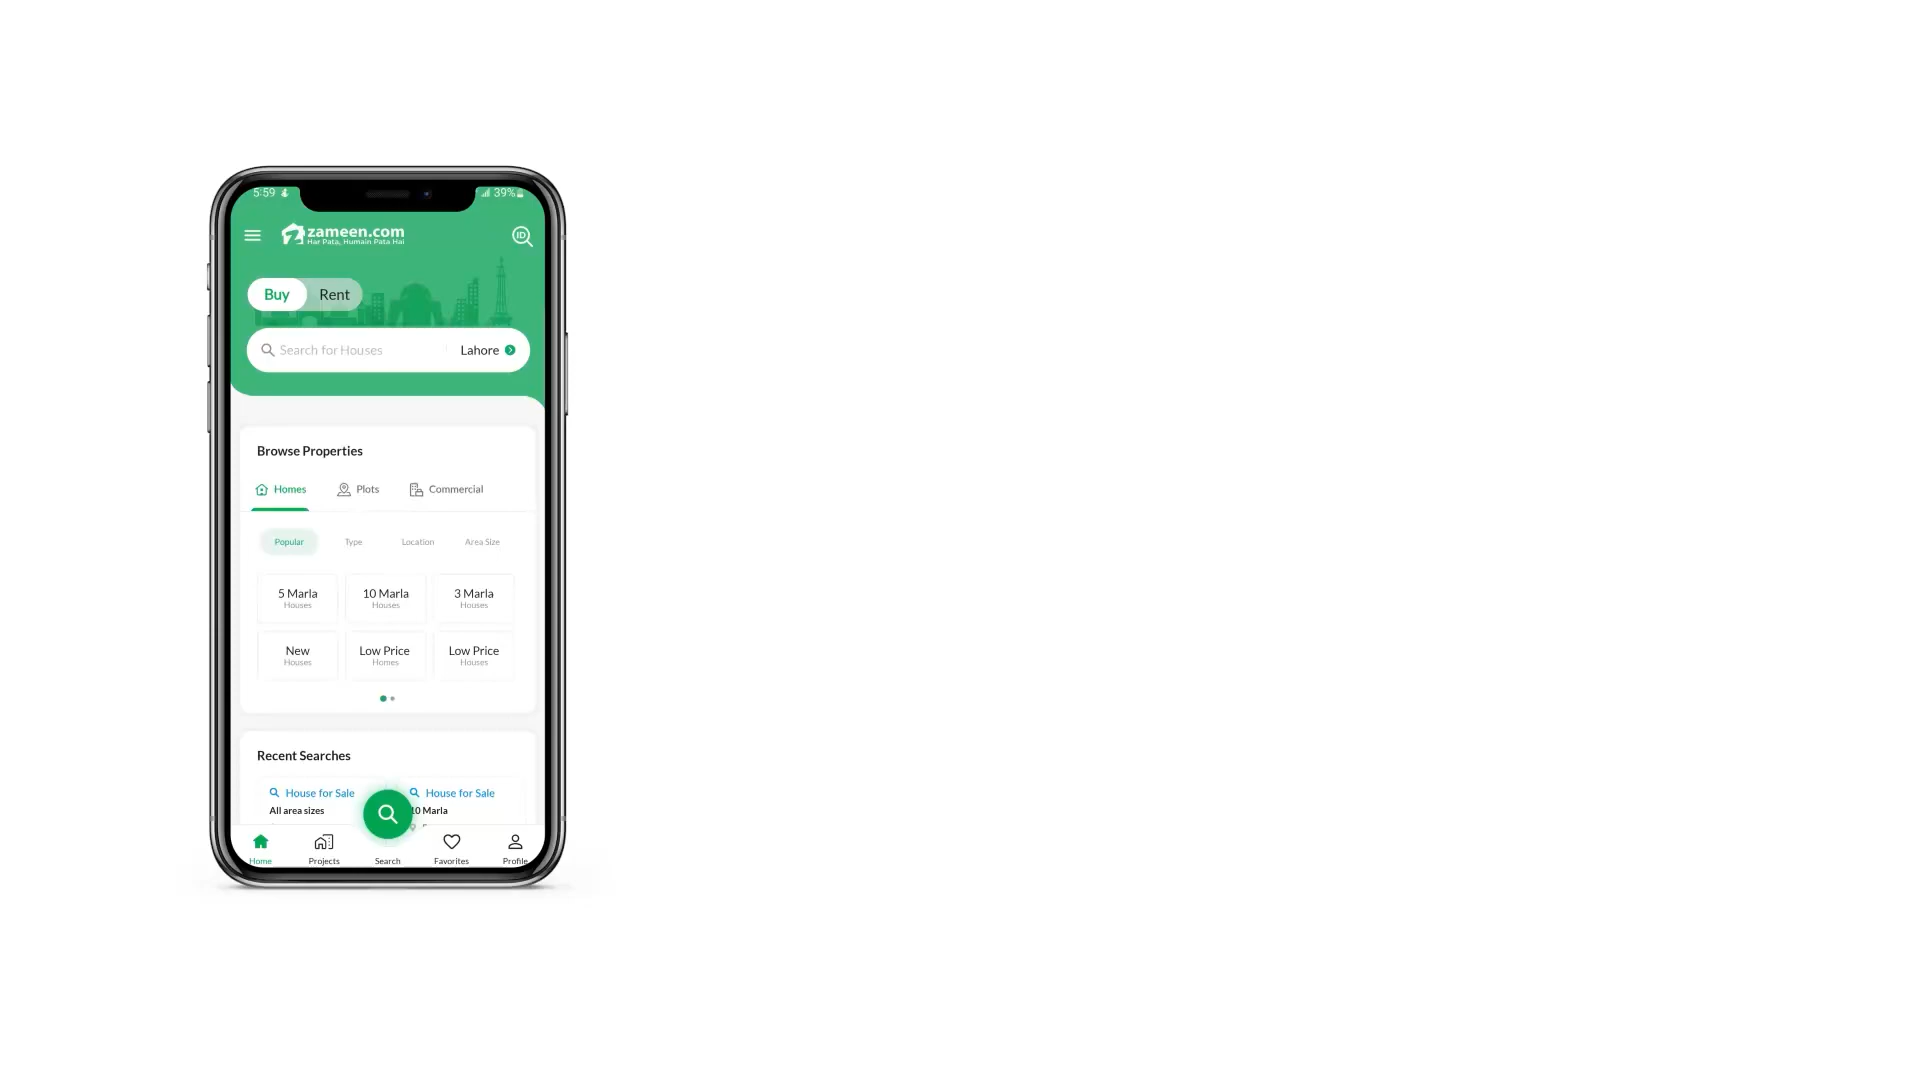 5:59 39%
zameen.com
Har Pata, Humain Pata Hai
ID
Buy Rent
Search for Houses Lahore
Browse Properties
Homes Plots Commercial
Popular Type Location Area Size
5 Marla 10 Marla 3 Marla
Houses Houses Houses
New Low Price Low Price
Houses Homes Houses
Recent Searches
House for Sale House for Sale
All area sizes 10 Marla
Home Projects Search Favorites Profile